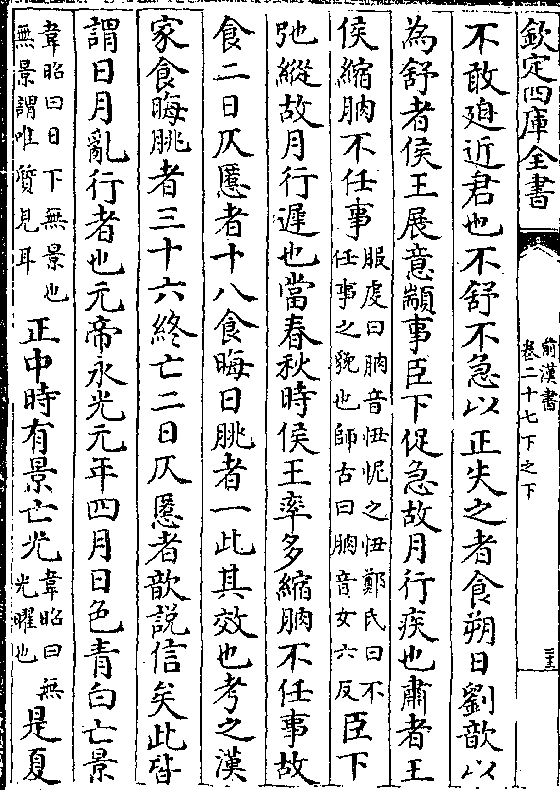 欽定四庫全書
前漢書
卷二十七下之下
三五
不敢廹近君也不舒不急以正失之者食朔日劉歆以
為舒者侯王展意顓事臣下促急故月行疾也肅者王
侯縮朒不任事服䖍曰朒音忸怩之忸鄭氏曰不任事之貌也師古曰朒音女六反臣下
弛縱故月行遲也當春秋時侯王率多縮朒不任事故
食二日仄慝者十八食晦日朓者一此其效也考之漢
家食晦朓者三十六終亡二日仄慝者歆說信矣此皆
謂日月亂行者也元帝永光元年四月日色青白亡景
韋昭曰日下無景也無景謂唯質見耳正中時有景亡光韋昭曰無光曜也是夏